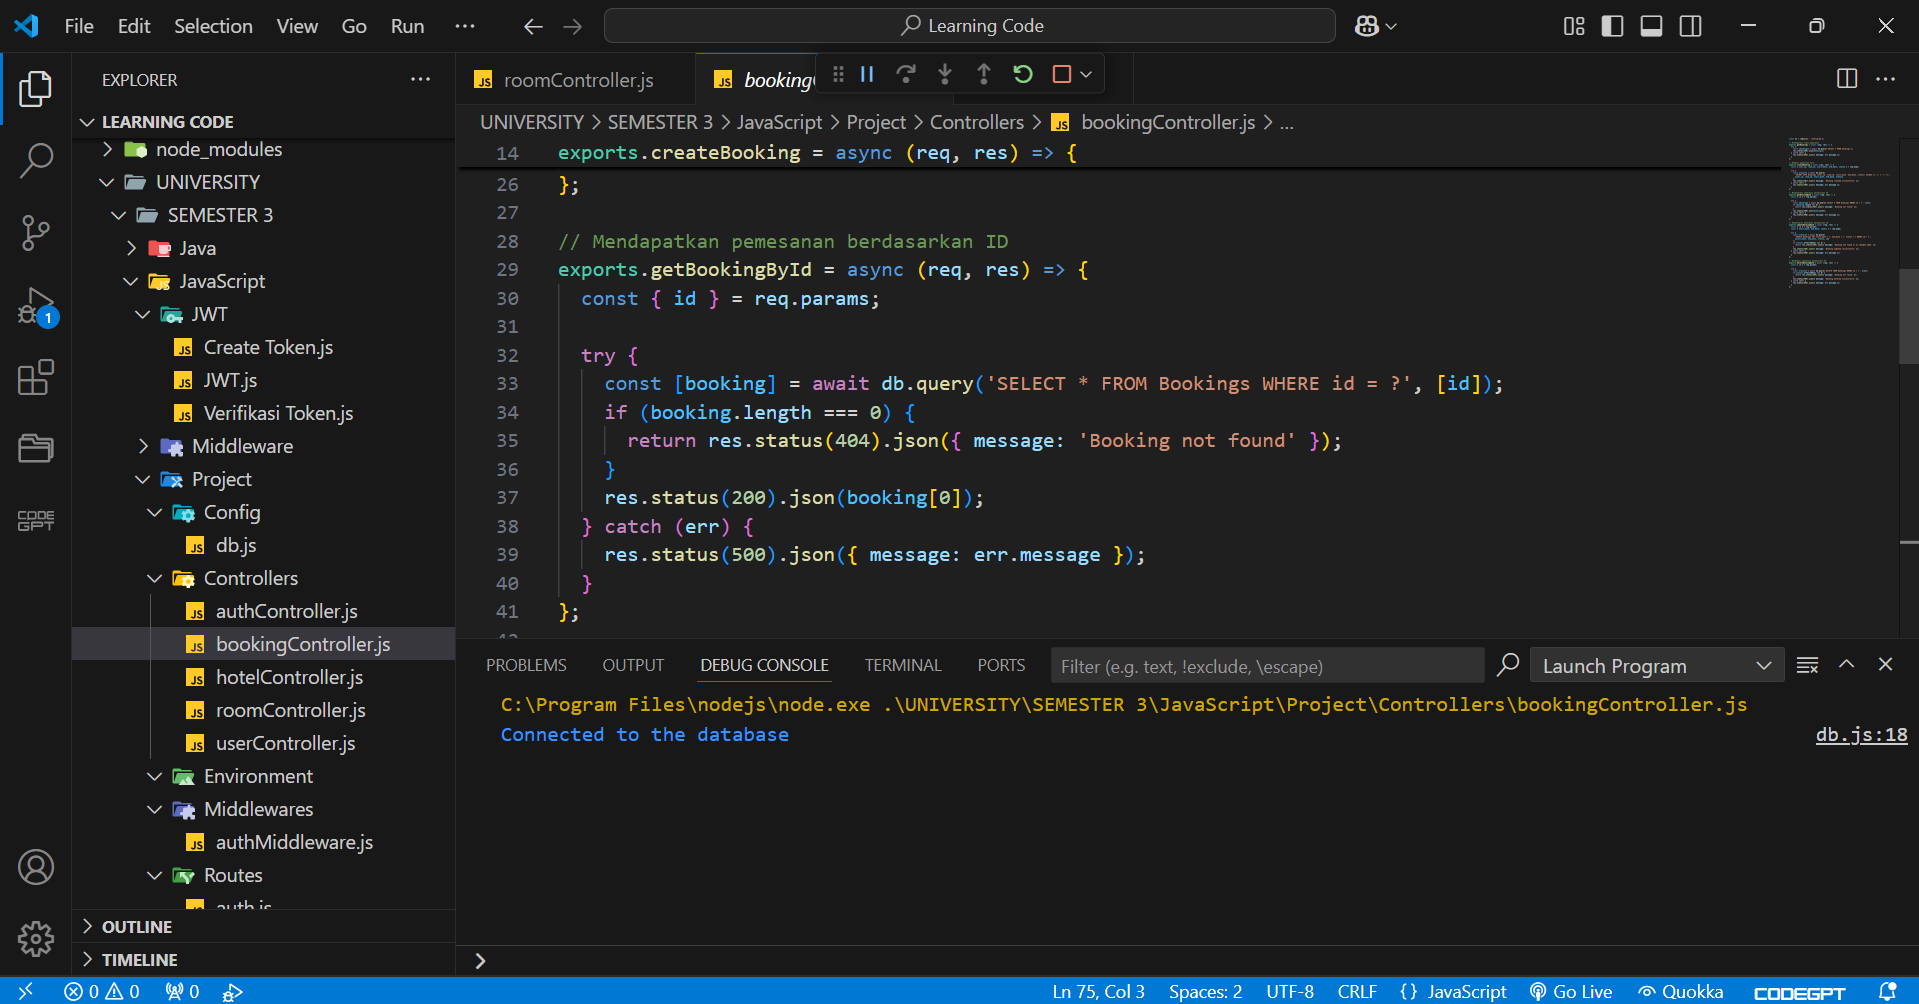 File Edit Selection View Go Run Learning Code
EXPLORER
LEARNING CODE
node_modules
UNIVERSITY
SEMESTER 3
Java
JavaScript
JWT
Create Token.js
JWT.js
Verifikasi Token.js
Middleware
Project
Config
db.js
Controllers
authController.js
bookingController.js
hotelController.js
roomController.js
userController.js
Environment
Middlewares
authMiddleware.js
Routes
auth.js
OUTLINE
TIMELINE
1
CODE GPT
roomController.js
booking
UNIVERSITY > SEMESTER 3 > JavaScript > Project > Controllers > JS bookingController.js > ...
14 exports.createBooking = async (req, res) => {
26 };
27
28 // Mendapatkan pemesanan berdasarkan ID
29 exports.getBookingById = async (req, res) => {
30 const { id } = req.params;
31
32 try {
33 const [booking] = await db.query('SELECT * FROM Bookings WHERE id = ?', [id]);
34 if (booking.length === 0) {
35 return res.status(404).json({ message: 'Booking not found' });
36 }
37 res.status(200).json(booking[0]);
38 } catch (err) {
39 res.status(500).json({ message: err.message });
40 }
41 };
PROBLEMS OUTPUT DEBUG CONSOLE TERMINAL PORTS Filter (e.g. text, !exclude, \escape) Launch Program
C:\Program Files\nodejs\node.exe .\UNIVERSITY\SEMESTER 3\JavaScript\Project\Controllers\bookingController.js
Connected to the database db.js:18
>
0 0 0 Ln 75, Col 3 Spaces: 2 UTF-8 CRLF {} JavaScript Go Live Quokka CODEGPT